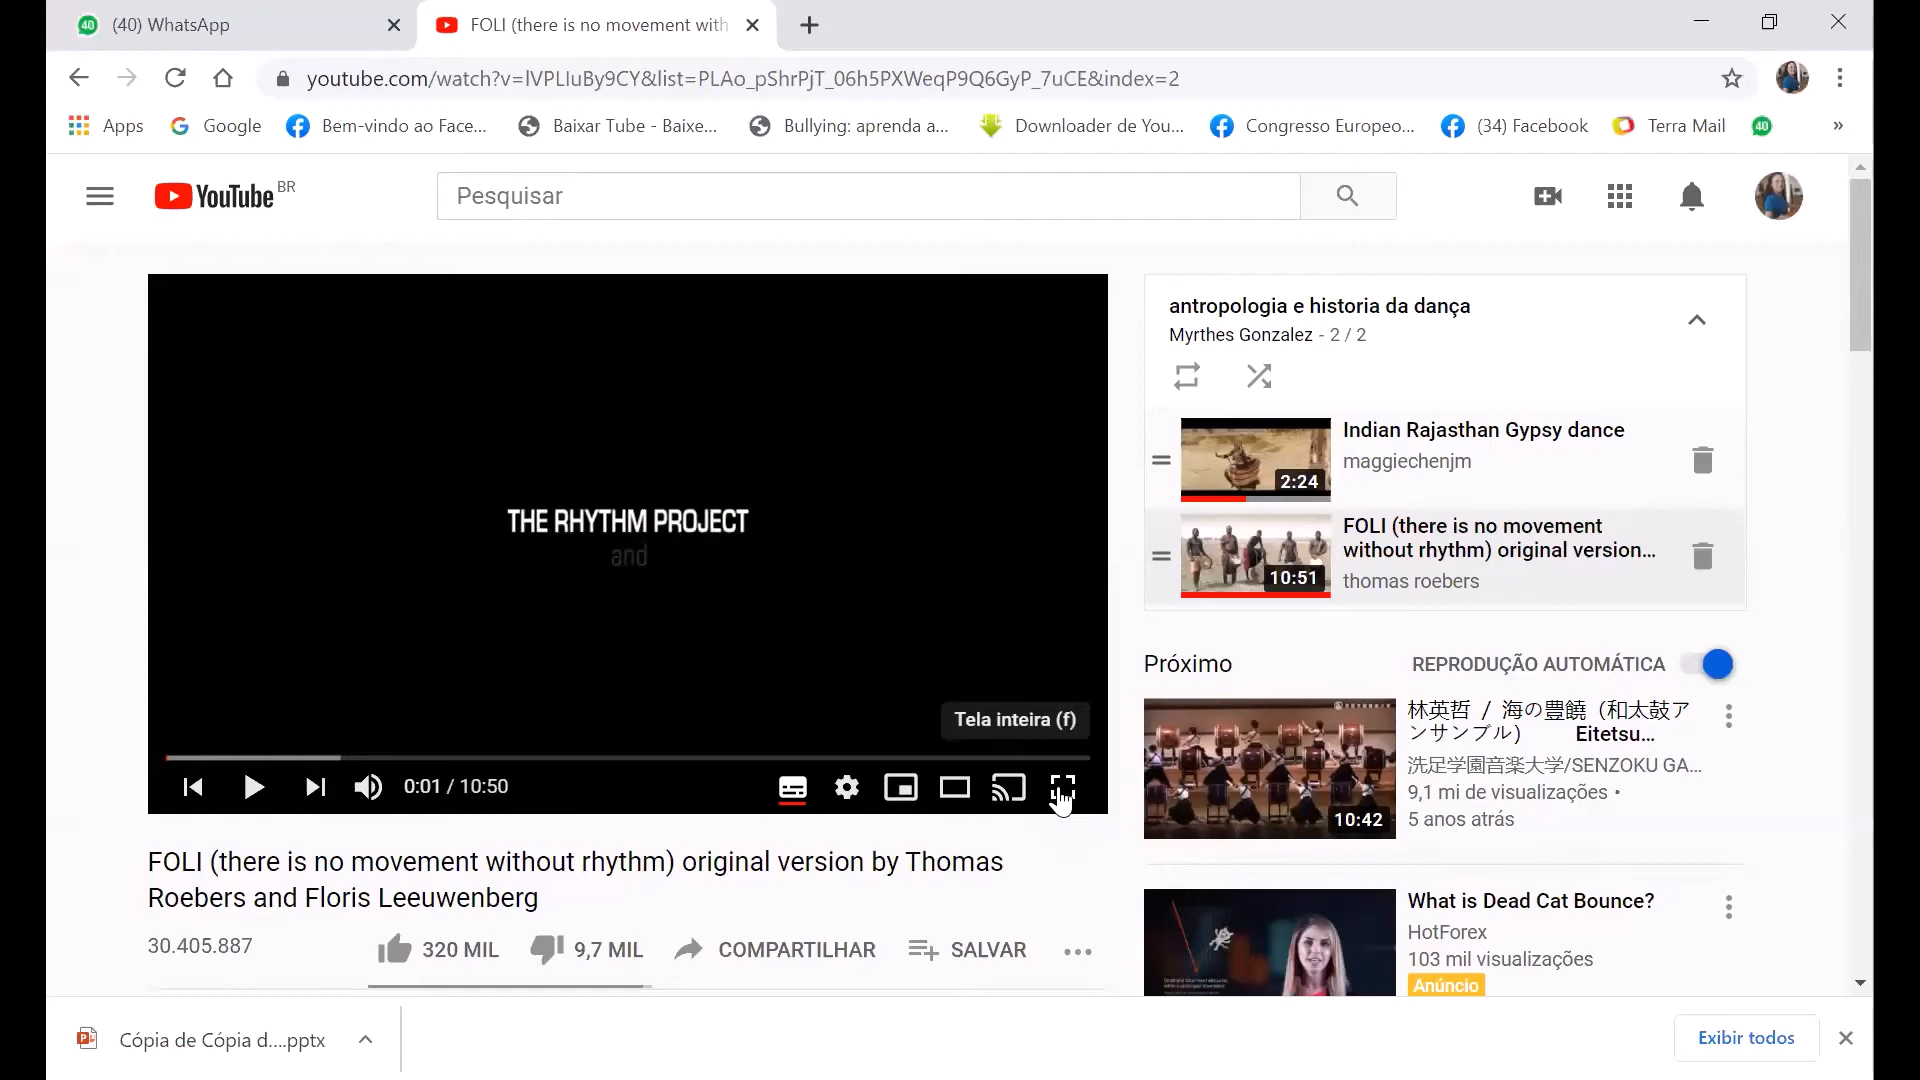 40 (40) WhatsApp
FOLI (there is no movement with
youtube.com/watch?v=lVPLIuBy9CY&list=PLAo_pShrPjT_06h5PXWeqP9Q6GyP_7uCE&index=2
Apps Google Bem-vindo ao Face... Baixar Tube - Baixe... Bullying: aprenda a... Downloader de You... Congresso Europeo... (34) Facebook Terra Mail 40 »
YouTube BR
Pesquisar
THE RHYTHM PROJECT
and
Tela inteira (f)
0:01 / 10:50
FOLI (there is no movement without rhythm) original version by Thomas
Roebers and Floris Leeuwenberg
30.405.887
320 MIL 9,7 MIL COMPARTILHAR SALVAR
antropologia e historia da dança
Myrthes Gonzalez - 2 / 2
Indian Rajasthan Gypsy dance
maggiechenjm
2:24
FOLI (there is no movement
without rhythm) original version...
thomas roebers
10:51
Próximo REPRODUÇÃO AUTOMÁTICA
林英哲 / 海の豊饒（和太鼓ア
ンサンブル） Eitetsu...
洗足学園音楽大学/SENZOKU GA...
9,1 mi de visualizações •
5 anos atrás
10:42
What is Dead Cat Bounce?
HotForex
103 mil visualizações
Anúncio
Cópia de Cópia d....pptx
Exibir todos